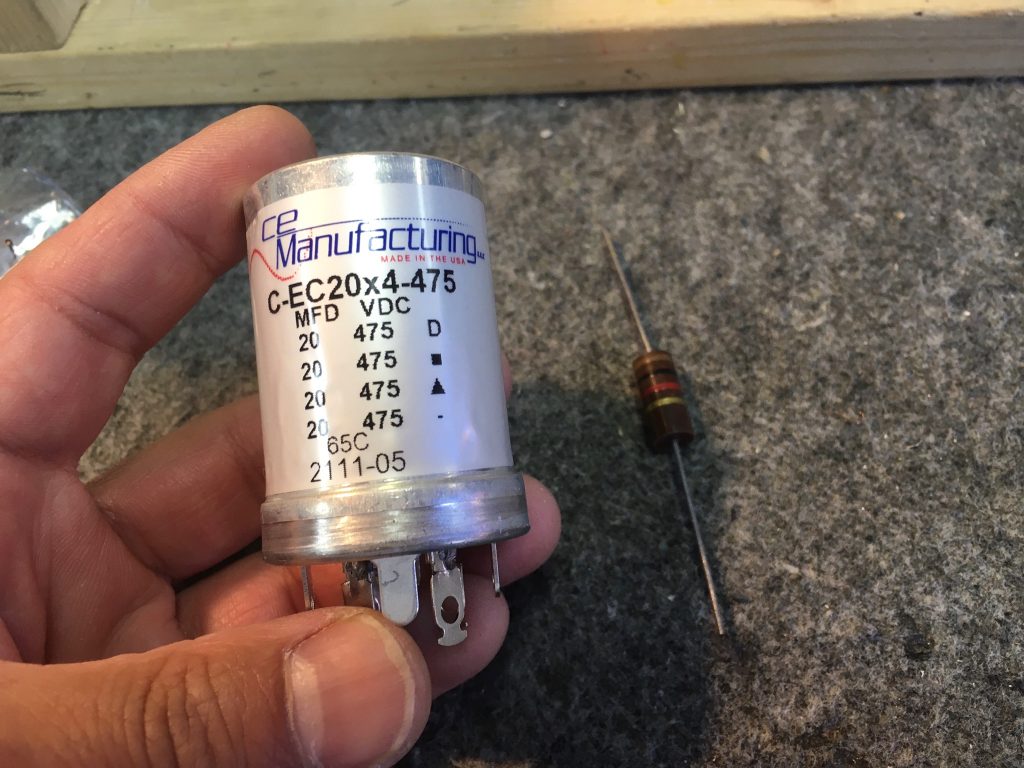 ce
Manufacturing LLC
MADE IN THE USA
C-EC20x4-475
MFD VDC
20 475 D
20 475 ■
20 475 ▲
20 475 -
65C
2111-05